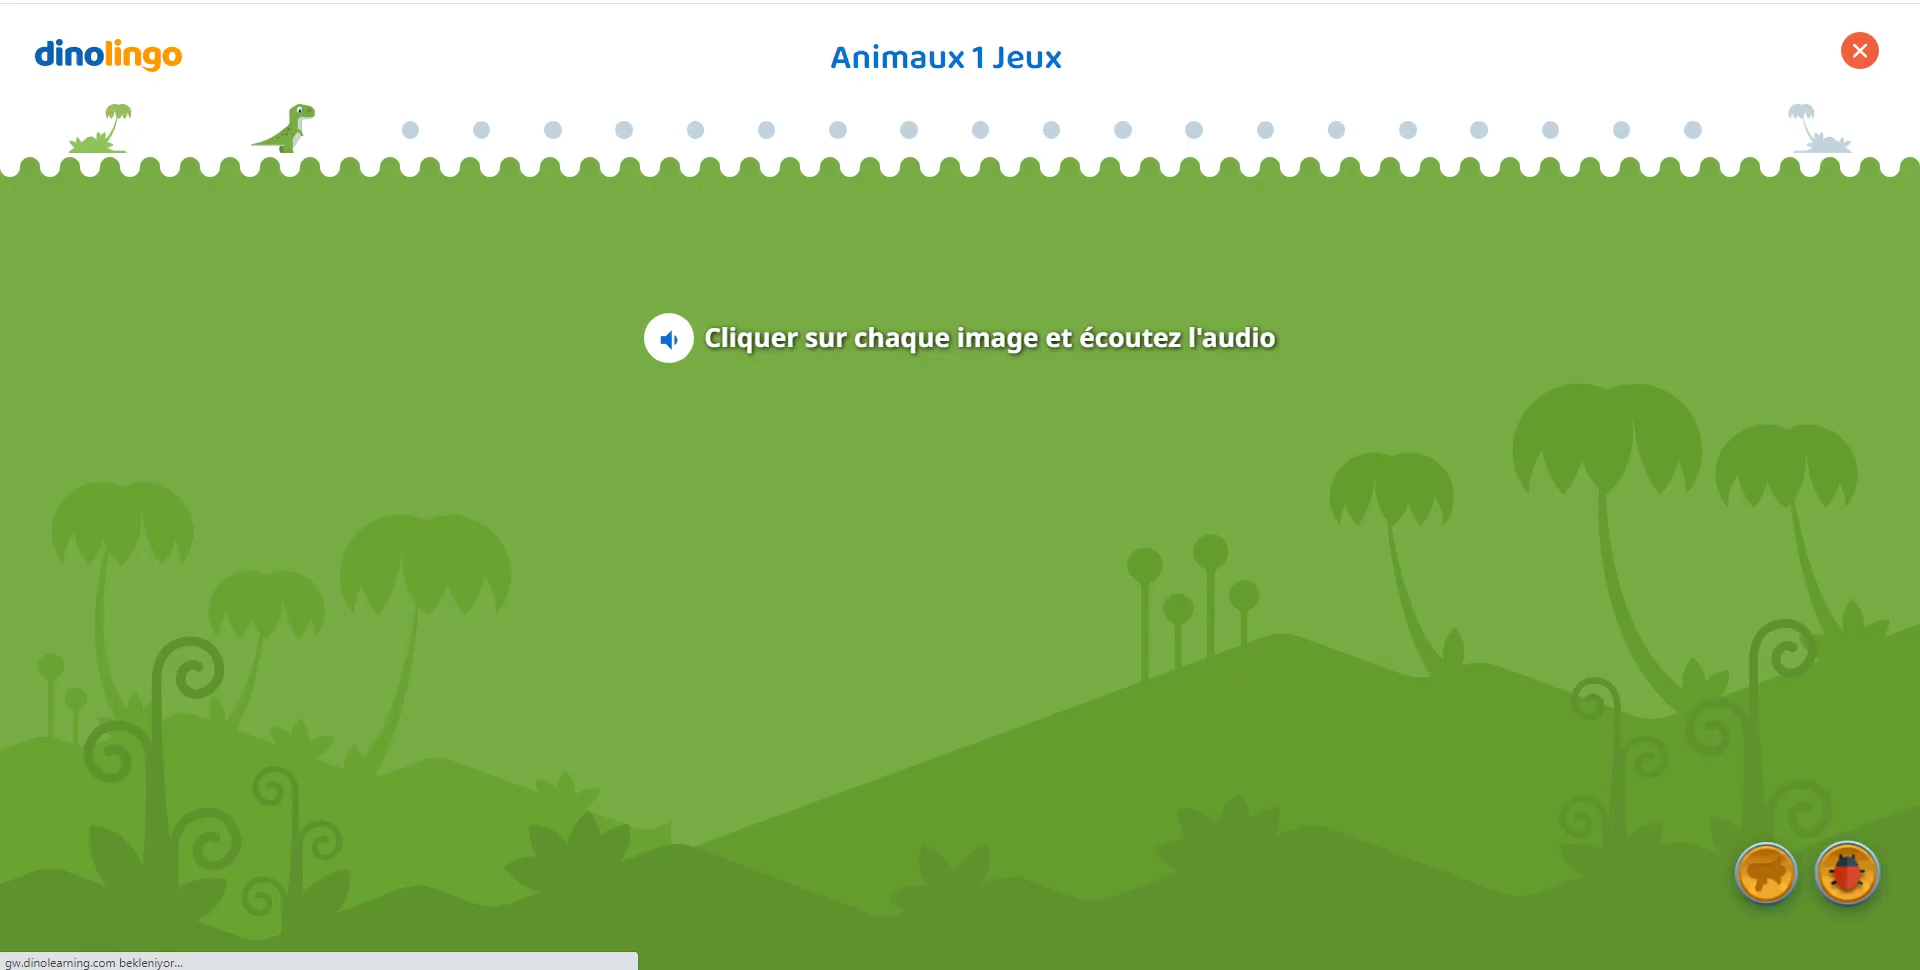 dinolingo
Animaux 1 Jeux
Cliquer sur chaque image et écoutez l'audio
gw.dinolearning.com bekleniyor...